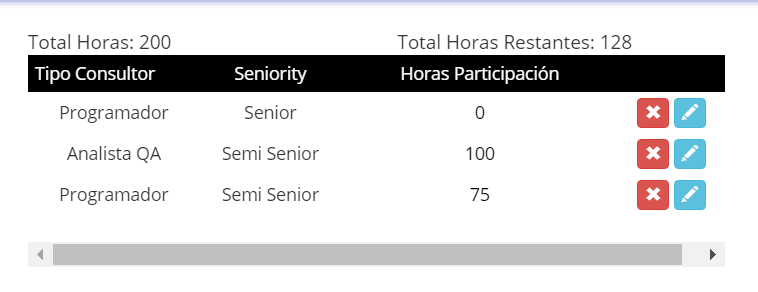 Total Horas: 200 Total Horas Restantes: 128
Tipo Consultor Seniority Horas Participación
Programador Senior 0
Analista QA Semi Senior 100
Programador Semi Senior 75